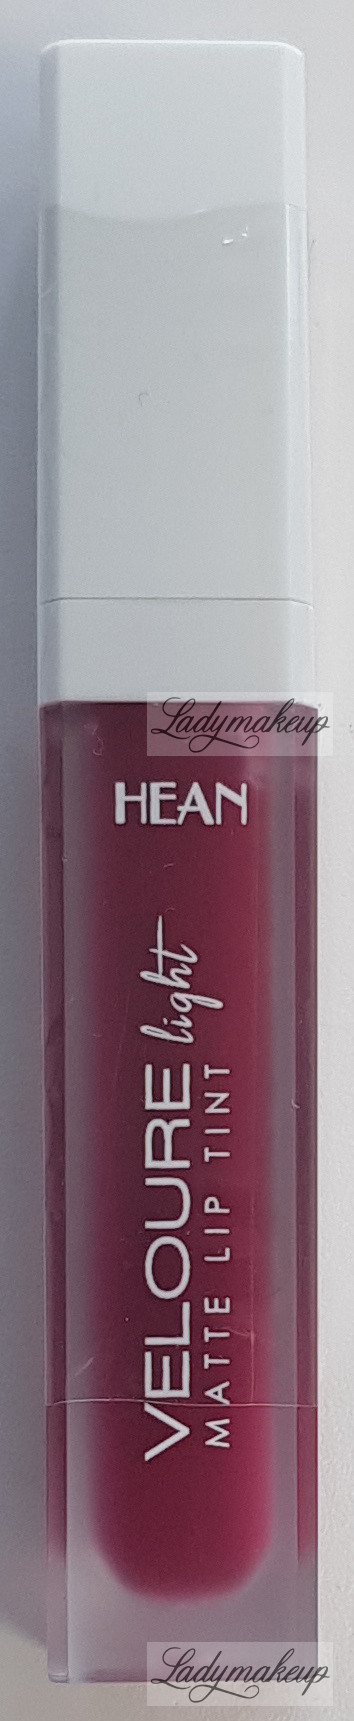 Ladymakeup
HEAN
VELOURE light
MATTE LIP TINT
Ladymakeup